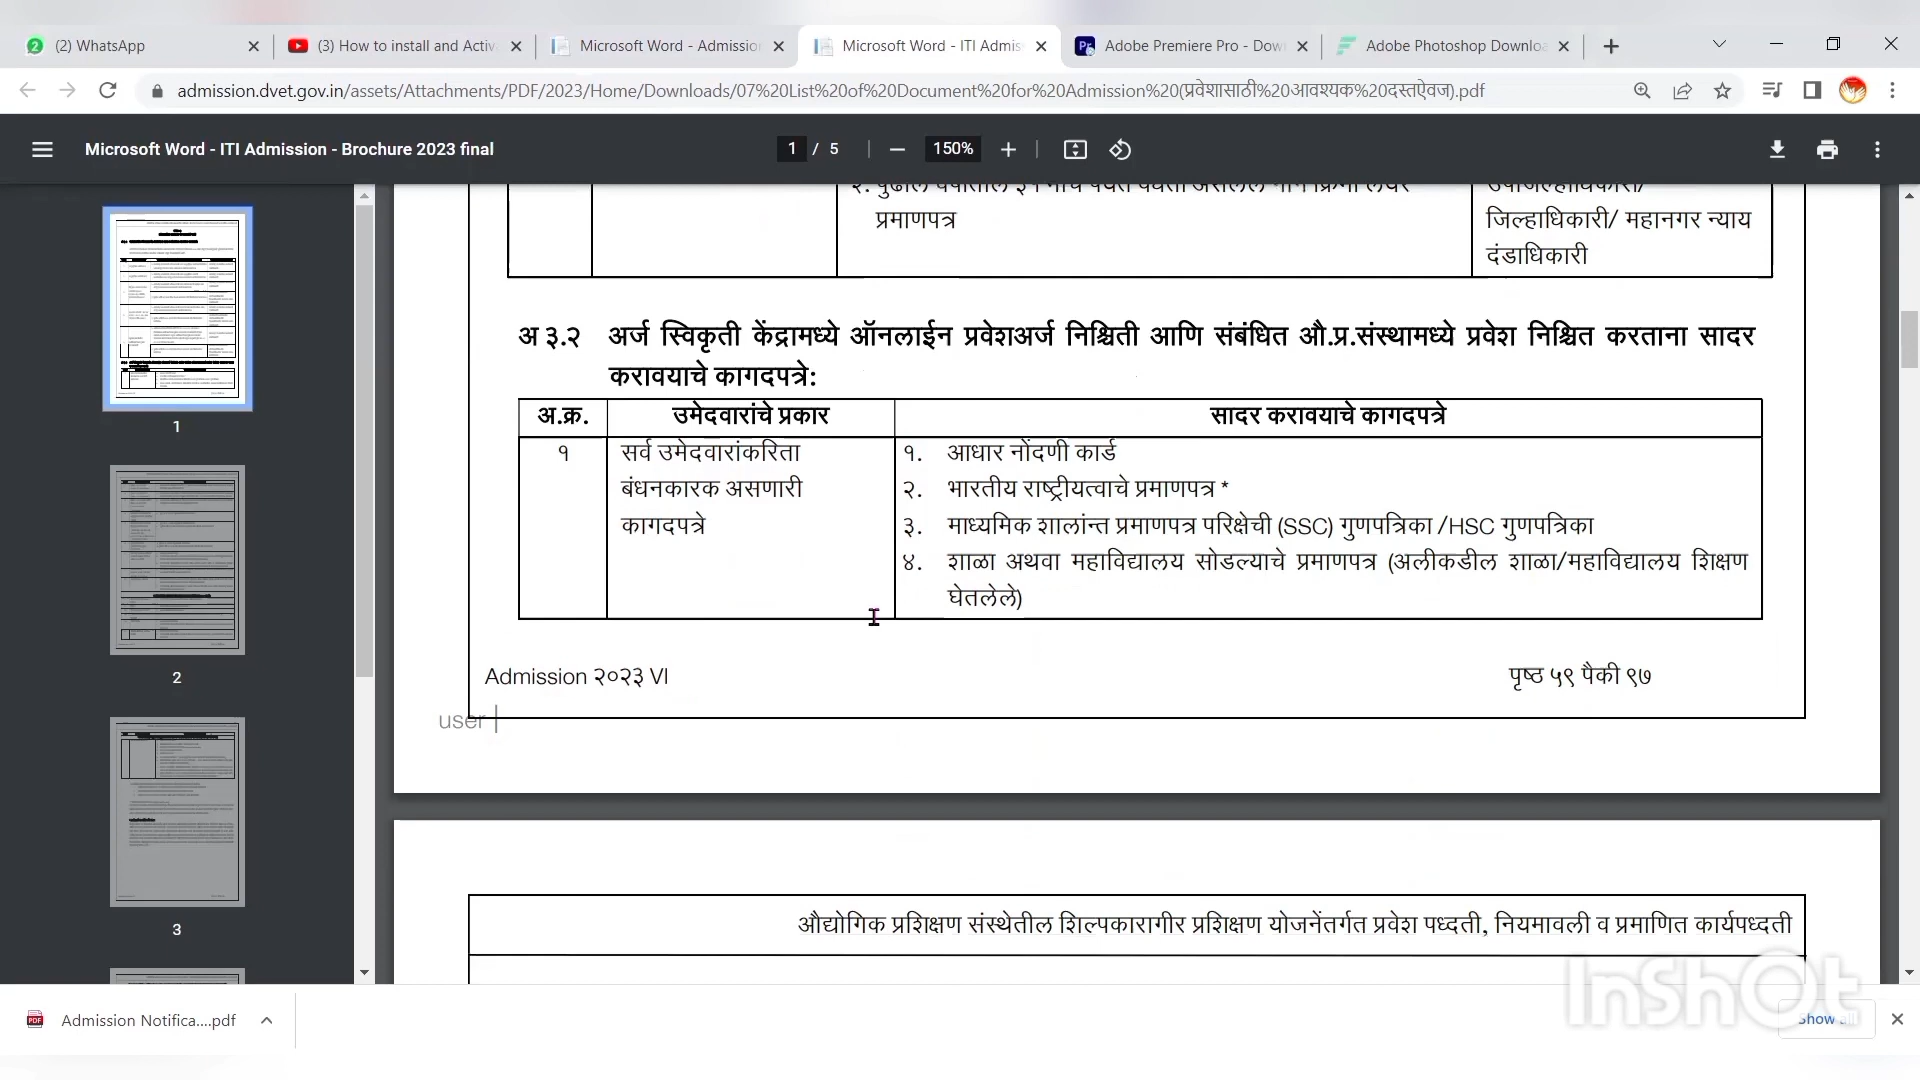 (2) WhatsApp
(3) How to install and Activ
Microsoft Word - Admissio
Microsoft Word - ITI Admis
Adobe Premiere Pro - Dow
Adobe Photoshop Downloa
admission.dvet.gov.in/assets/Attachments/PDF/2023/Home/Downloads/07%20List%20of%20Document%20for%20Admission%20(प्रवेशासाठी%20आवश्यक%20दस्तऐवज).pdf
Microsoft Word - ITI Admission - Brochure 2023 final
1 / 5
150%
प्रमाणपत्र
उपजिल्हाधिकारी/
जिल्हाधिकारी/ महानगर न्याय
दंडाधिकारी
अ ३.२ अर्ज स्विकृती केंद्रामध्ये ऑनलाईन प्रवेशअर्ज निश्चिती आणि संबंधित औ.प्र.संस्थामध्ये प्रवेश निश्चित करताना सादर
करावयाचे कागदपत्रे:
अ.क्र. उमेदवारांचे प्रकार सादर करावयाचे कागदपत्रे
१ सर्व उमेदवारांकरिता
बंधनकारक असणारी
कागदपत्रे
१. आधार नोंदणी कार्ड
२. भारतीय राष्ट्रीयत्वाचे प्रमाणपत्र *
३. माध्यमिक शालांन्त प्रमाणपत्र परिक्षेची (SSC) गुणपत्रिका /HSC गुणपत्रिका
४. शाळा अथवा महाविद्यालय सोडल्याचे प्रमाणपत्र (अलीकडील शाळा/महाविद्यालय शिक्षण
घेतलेले)
Admission २०२३ VI
पृष्ठ ५९ पैकी ९७
user |
औद्योगिक प्रशिक्षण संस्थेतील शिल्पकारागीर प्रशिक्षण योजनेंतर्गत प्रवेश पध्दती, नियमावली व प्रमाणित कार्यपध्दती
1
2
3
InShOt
Admission Notifica....pdf
Show all